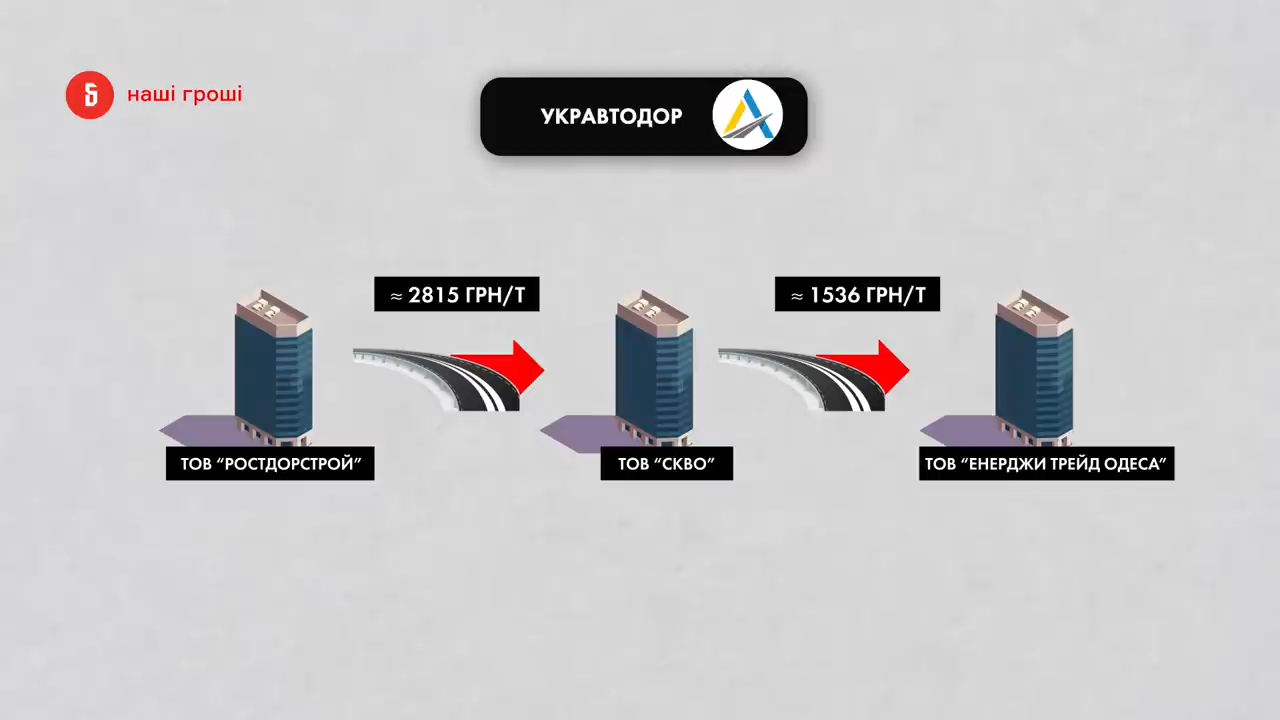 наші гроші
УКРАВТОДОР
≈ 2815 ГРН/Т
≈ 1536 ГРН/Т
ТОВ “РОСТДОРСТРОЙ”
ТОВ “СКВО”
ТОВ “ЕНЕРДЖИ ТРЕЙД ОДЕСА”